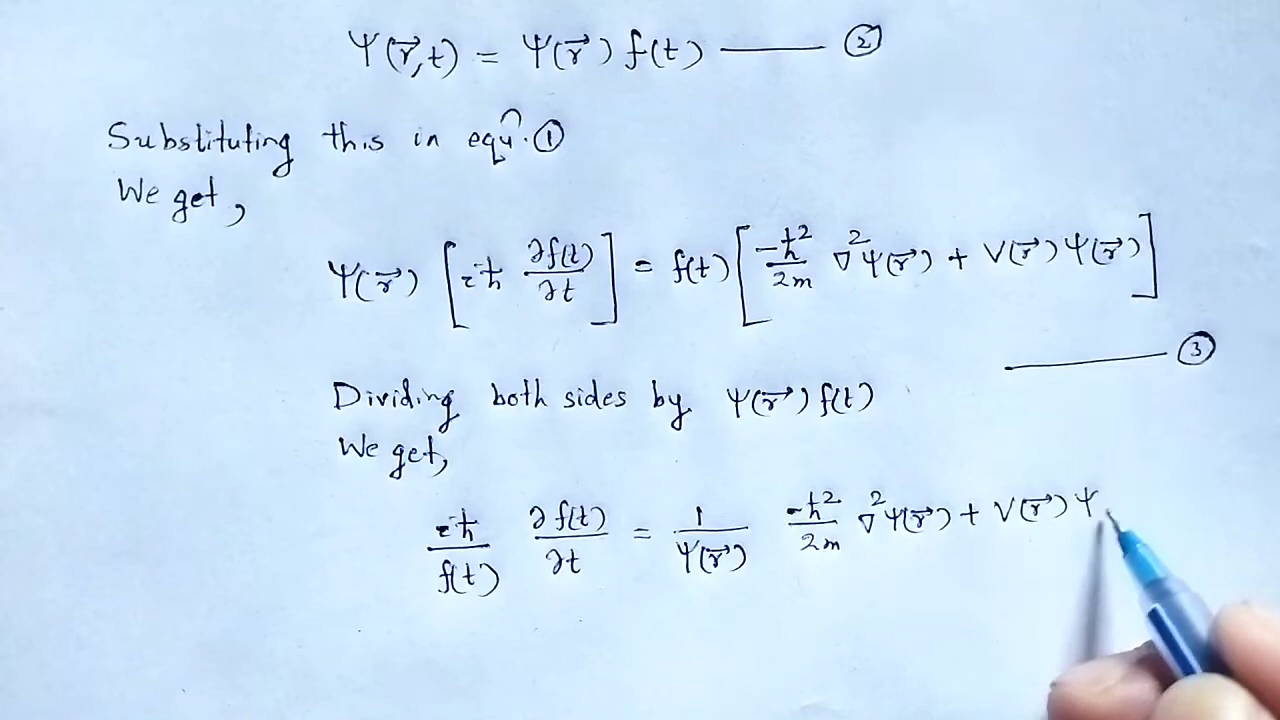 Ψ(r⃗,t) = Ψ(r⃗) f(t) ——— ②
Substituting this in equⁿ. ①
We get,
Ψ(r⃗) [iħ ∂f(t)/∂t] = f(t) [-ħ²/2m ∇²Ψ(r⃗) + V(r⃗) Ψ(r⃗)]
——— ③
Dividing both sides by Ψ(r⃗) f(t)
We get,
iħ/f(t) ∂f(t)/∂t = 1/Ψ(r⃗) -ħ²/2m ∇²Ψ(r⃗) + V(r⃗) Ψ